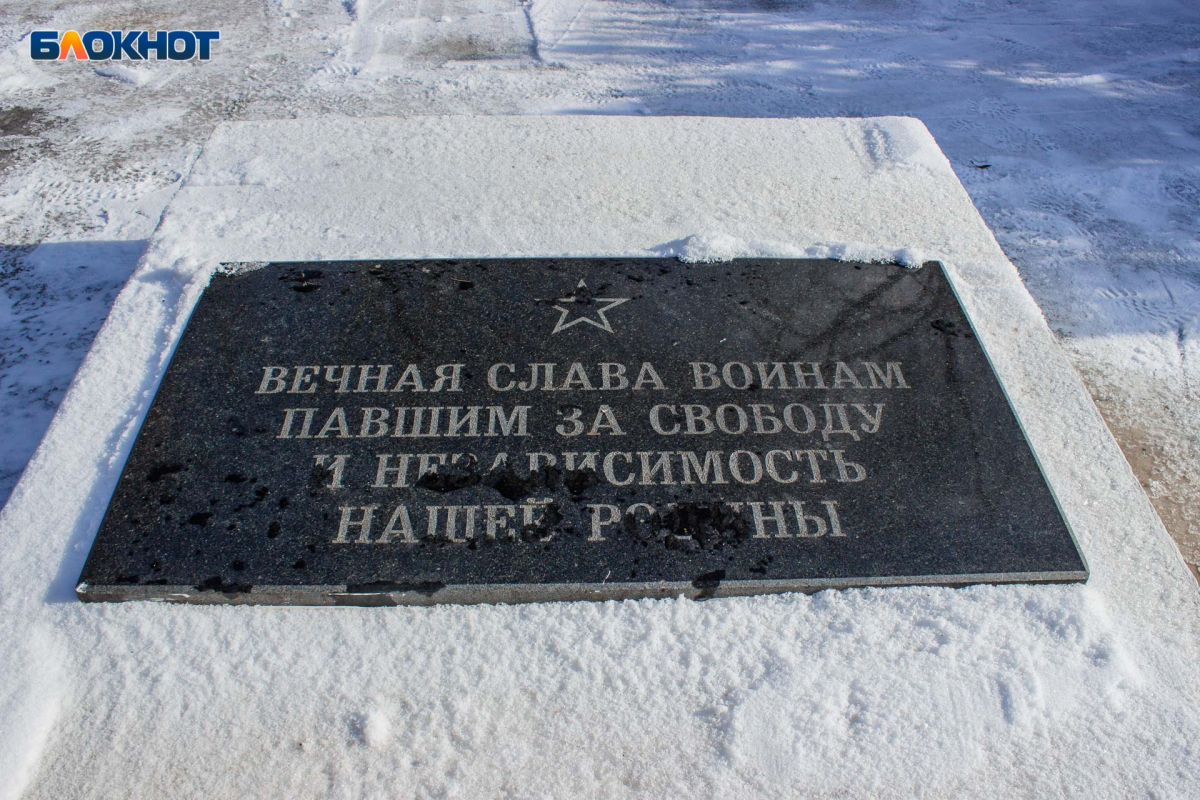 БЛОКНОТ
ВЕЧНАЯ СЛАВА ВОИНАМ
ПАВШИМ ЗА СВОБОДУ
И НЕЗАВИСИМОСТЬ
НАШЕЙ РОДИНЫ